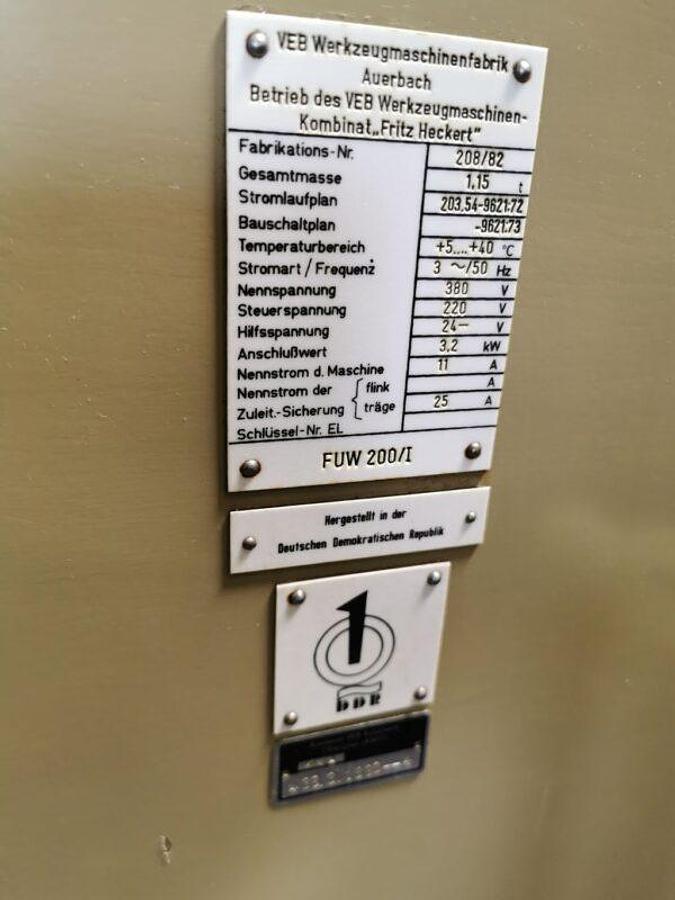 VEB Werkzeugmaschinenfabrik
Auerbach
Betrieb des VEB Werkzeugmaschinen-
Kombinat„Fritz Heckert"
Fabrikations-Nr. 208/82
Gesamtmasse 1,15 t
Stromlaufplan 203.54-9621:72
Bauschaltplan -9621.73
Temperaturbereich +5....+40 °C
Stromart/Frequenz 3 ~/50 Hz
Nennspannung 380 V
Steuerspannung 220 V
Hilfsspannung 24— V
Anschlußwert 3,2 kW
Nennstrom d. Maschine 11 A
Nennstrom der flink A
Zuleit.-Sicherung träge 25 A
Schlüssel-Nr. EL
FUW 200/I
Hergestellt in der
Deutschen Demokratischen Republik
1
DDR